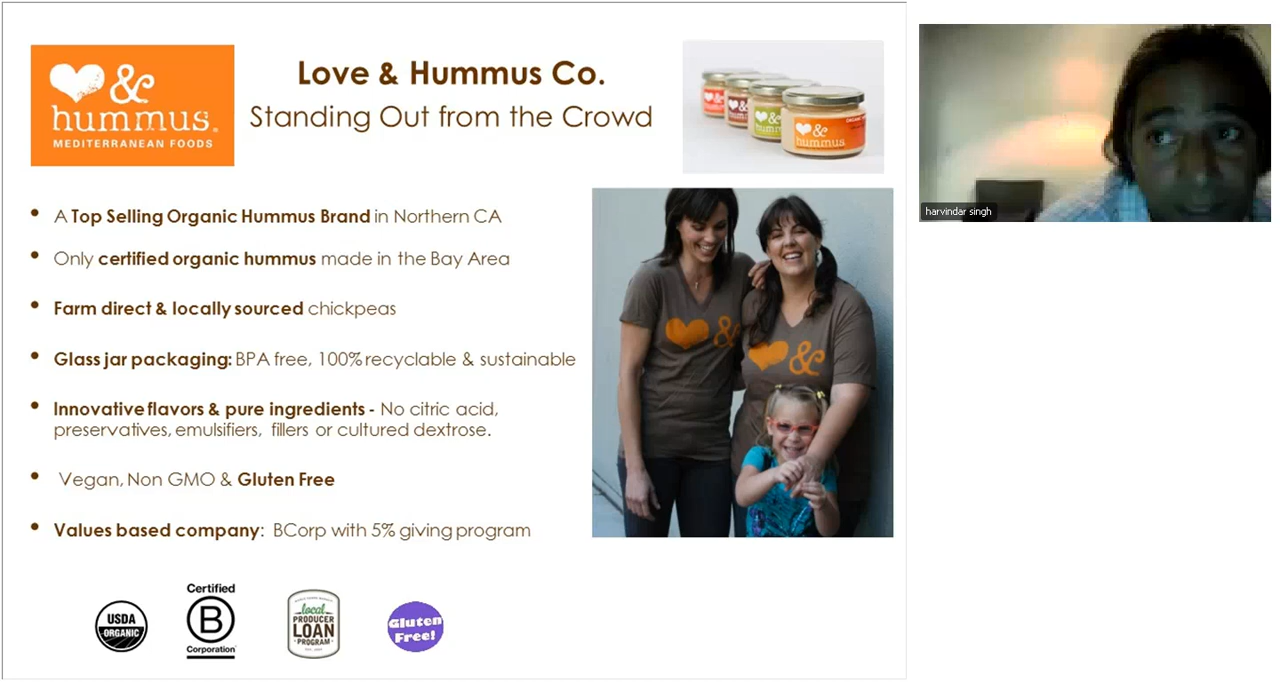 &
hummus.
MEDITERRANEAN FOODS
Love & Hummus Co.
Standing Out from the Crowd
&
hummus
harvindar singh
• A Top Selling Organic Hummus Brand in Northern CA
• Only certified organic hummus made in the Bay Area
• Farm direct & locally sourced chickpeas
• Glass jar packaging: BPA free, 100% recyclable & sustainable
• Innovative flavors & pure ingredients - No citric acid,
preservatives, emulsifiers, fillers or cultured dextrose.
• Vegan, Non GMO & Gluten Free
• Values based company: BCorp with 5% giving program
&
&
USDA
ORGANIC
Certified
B
Corporation
local
PRODUCER
LOAN
PROGRAM
Gluten
Free!